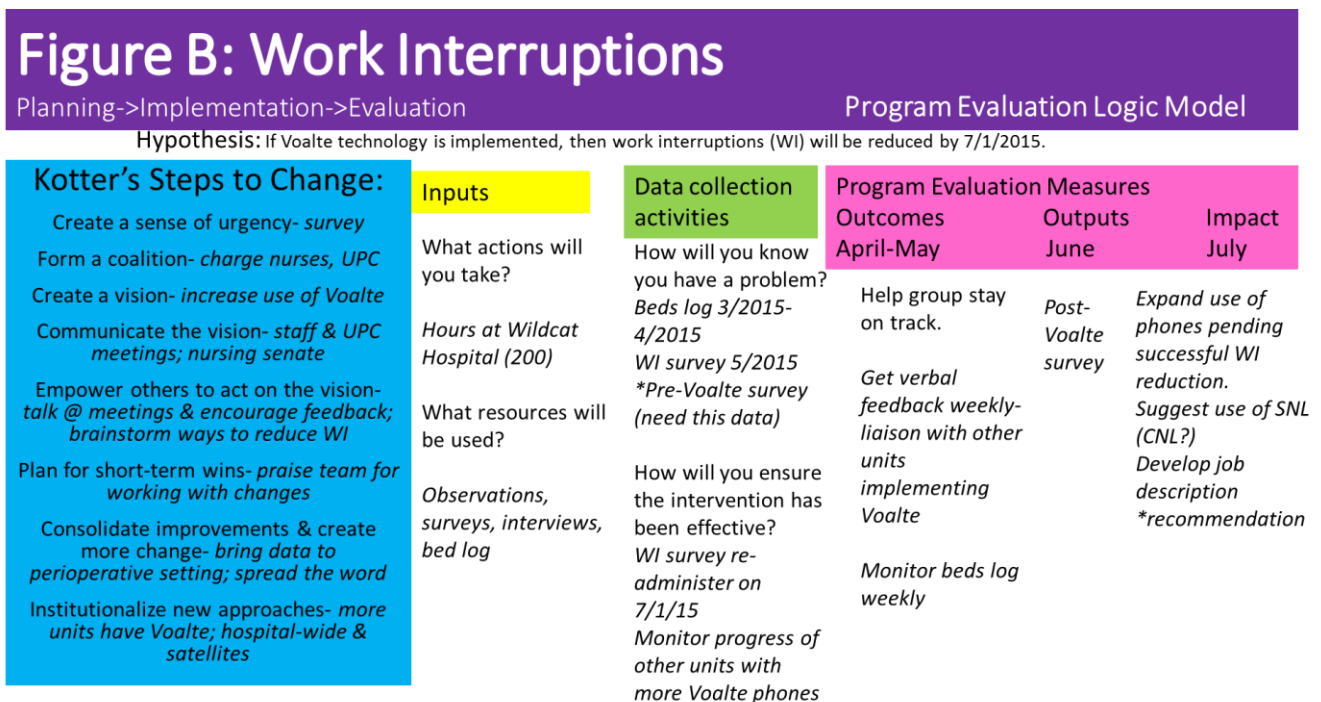 Figure B: Work Interruptions
Planning->Implementation->Evaluation
Program Evaluation Logic Model
Hypothesis: If Voalte technology is implemented, then work interruptions (WI) will be reduced by 7/1/2015.
Kotter's Steps to Change:
Create a sense of urgency- survey
Form a coalition- charge nurses, UPC
Create a vision- increase use of Voalte
Communicate the vision- staff & UPC
meetings; nursing senate
Empower others to act on the vision-
talk @ meetings & encourage feedback;
brainstorm ways to reduce WI
Plan for short-term wins- praise team for
working with changes
Consolidate improvements & create
more change- bring data to
perioperative setting; spread the word
Institutionalize new approaches- more
units have Voalte; hospital-wide &
satellites
Inputs
What actions will
you take?
Hours at Wildcat
Hospital (200)
What resources will
be used?
Observations,
surveys, interviews,
bed log
Data collection
activities
How will you know
you have a problem?
Beds log 3/2015-
4/2015
WI survey 5/2015
*Pre-Voalte survey
(need this data)
How will you ensure
the intervention has
been effective?
WI survey re-
administer on
7/1/15
Monitor progress of
other units with
more Voalte phones
Program Evaluation Measures
Outcomes
April-May
Outputs
June
Impact
July
Help group stay
on track.
Get verbal
feedback weekly-
liaison with other
units
implementing
Voalte
Monitor beds log
weekly
Post-
Voalte
survey
Expand use of
phones pending
successful WI
reduction.
Suggest use of SNL
(CNL?)
Develop job
description
*recommendation